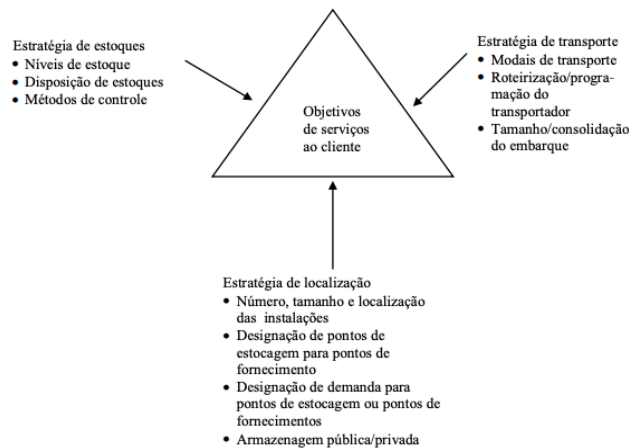 Estratégia de estoques
• Níveis de estoque
• Disposição de estoques
• Métodos de controle
Estratégia de transporte
• Modais de transporte
• Roteirização/progra-
mação do
transportador
• Tamanho/consolidação
do embarque
Objetivos
de serviços
ao cliente
Estratégia de localização
• Número, tamanho e localização
das instalações
• Designação de pontos de
estocagem para pontos de
fornecimento
• Designação de demanda para
pontos de estocagem ou pontos de
fornecimentos
• Armazenagem pública/privada